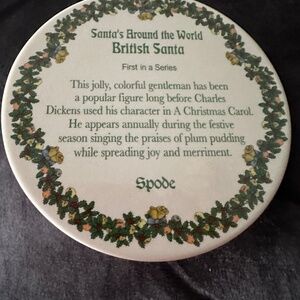 Santa's Around the World
British Santa
First in a Series
This jolly, colorful gentleman has been
a popular figure long before Charles
Dickens used his character in A Christmas Carol.
He appears annually during the festive
season singing the praises of plum pudding
while spreading joy and merriment.
Spode